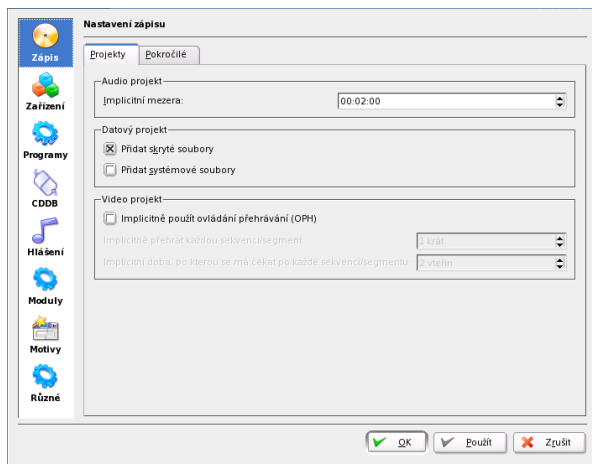 Nastavení zápisu
Zápis
Zařízení
Programy
CDDB
Hlášení
Moduly
Motivy
Různé
Projekty
Pokročilé
Audio projekt
Implicitní mezera:
00:02:00
Datový projekt
Přidat skryté soubory
Přidat systémové soubory
Video projekt
Implicitně použít ovládání přehrávání (OPH)
Implicitně přehrát každou sekvenci/segment
1 krát
Implicitní doba, po kterou se má čekat po každé sekvenci/segmentu
2 vteřin
OK
Použít
Zrušit